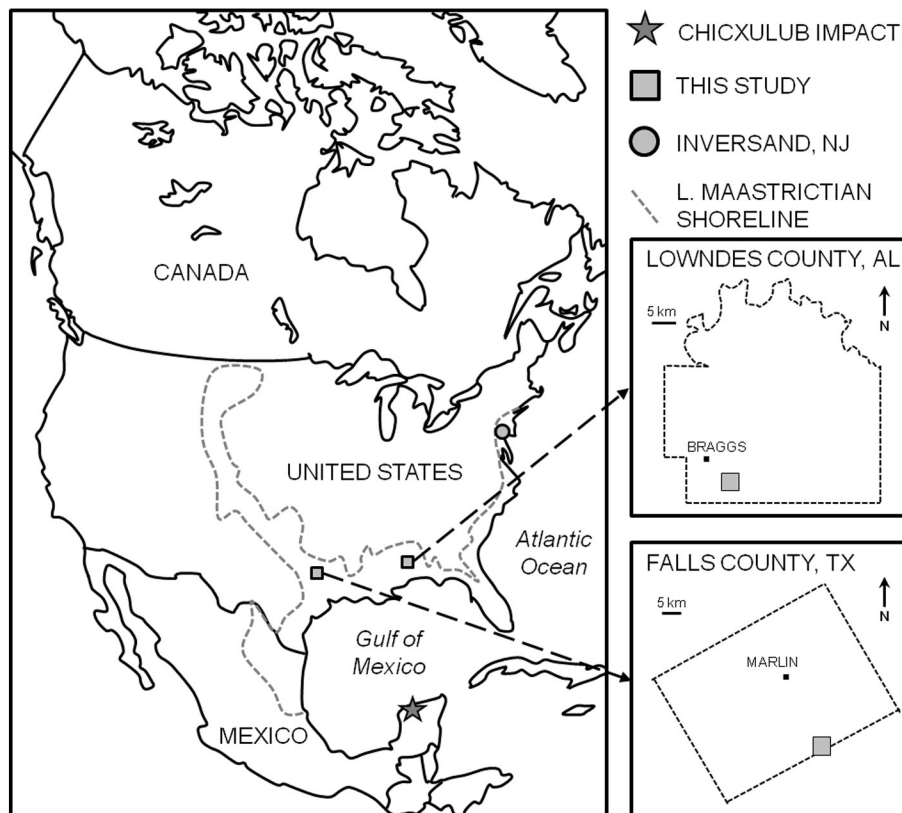 CHICXULUB IMPACT
THIS STUDY
INVERSAND, NJ
L. MAASTRICTIAN
SHORELINE
CANADA
UNITED STATES
Atlantic
Ocean
Gulf of
Mexico
MEXICO
LOWNDES COUNTY, AL
5 km
N
BRAGGS
FALLS COUNTY, TX
5 km
N
MARLIN